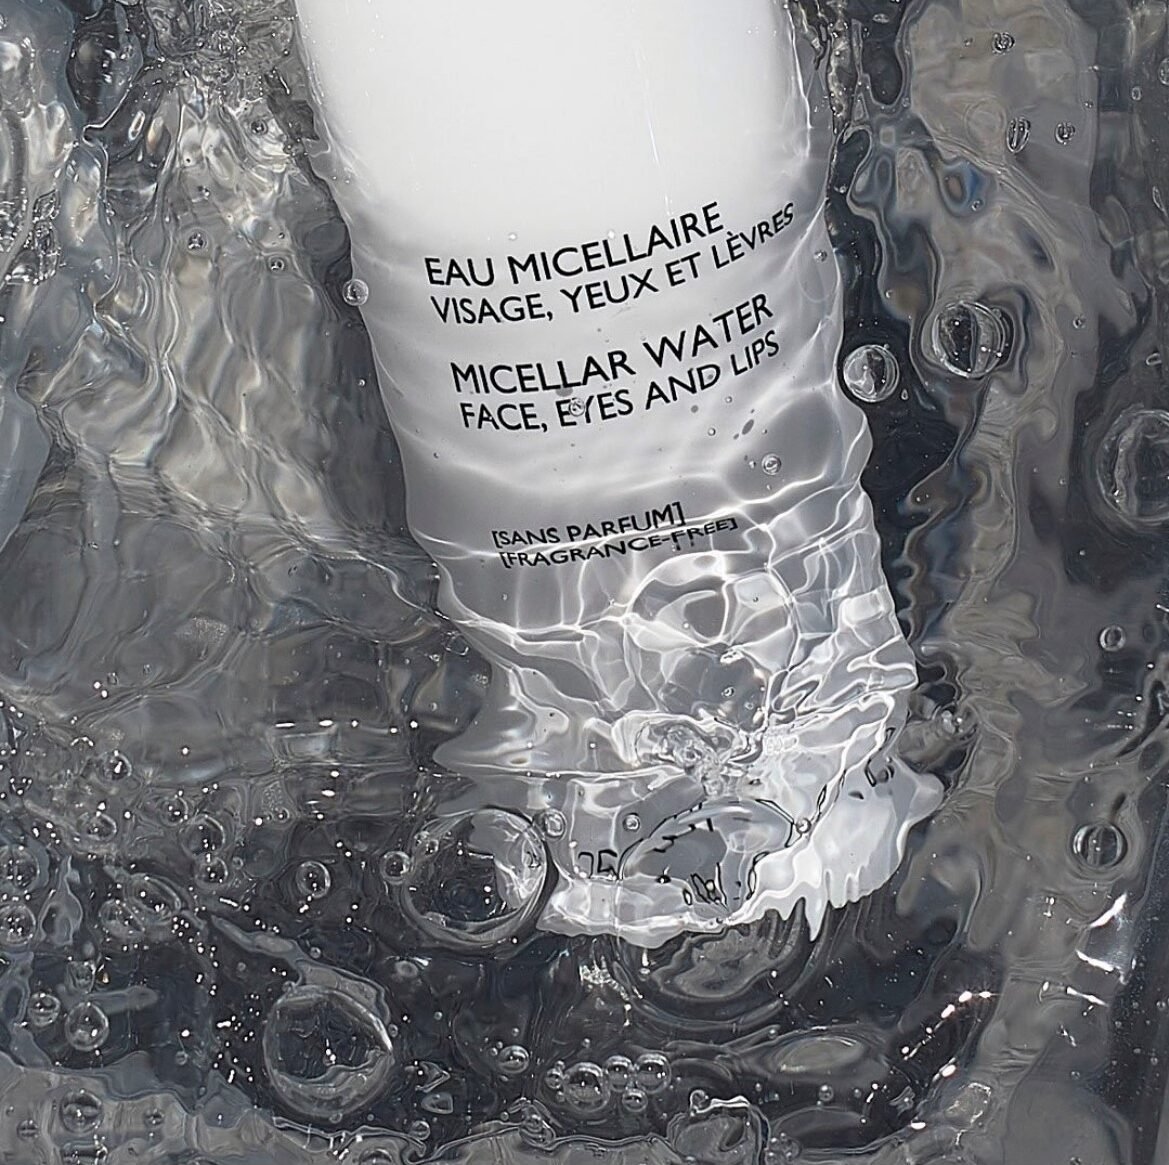 EAU MICELLAIRE
VISAGE, YEUX ET LÈVRES
MICELLAR WATER
FACE, EYES AND LIPS
[SANS PARFUM]
[FRAGRANCE-FREE]